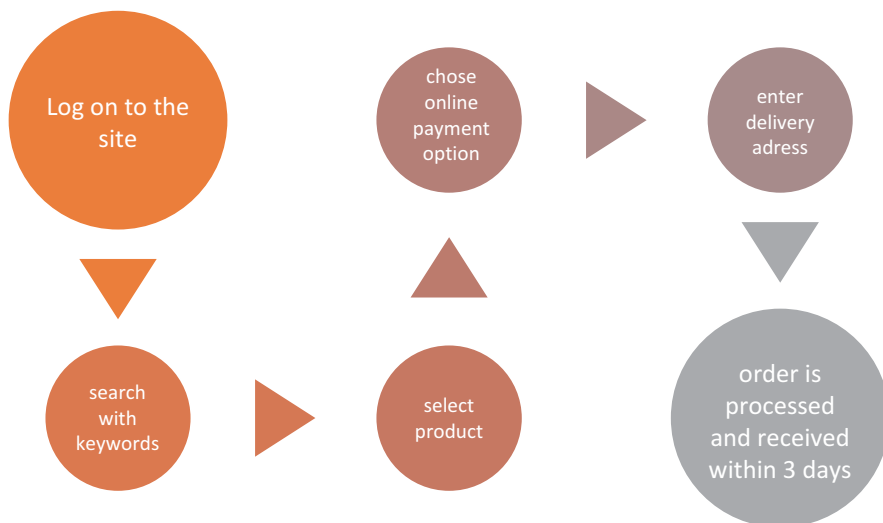 Log on to the
site
search
with
keywords
select
product
chose
online
payment
option
enter
delivery
adress
order is
processed
and received
within 3 days